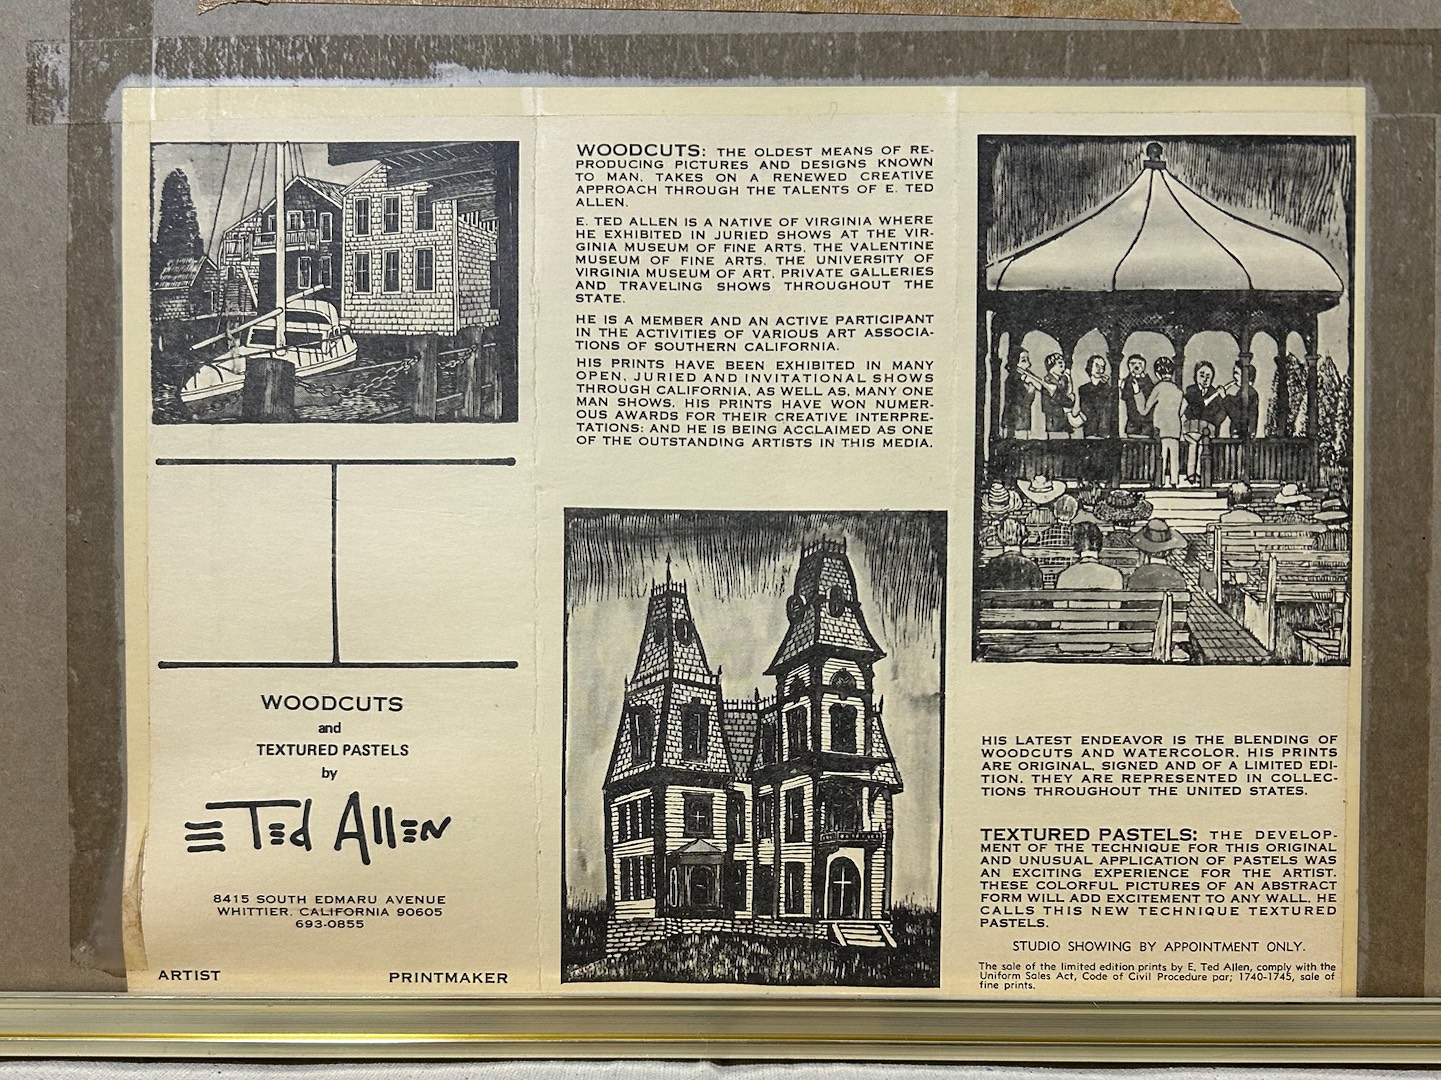 WOODCUTS
and
TEXTURED PASTELS
by
E Ted Allen
8415 SOUTH EDMARU AVENUE
WHITTIER, CALIFORNIA 90605
693-0855
ARTIST PRINTMAKER
WOODCUTS: THE OLDEST MEANS OF RE-
PRODUCING PICTURES AND DESIGNS KNOWN
TO MAN, TAKES ON A RENEWED CREATIVE
APPROACH THROUGH THE TALENTS OF E. TED
ALLEN.
E. TED ALLEN IS A NATIVE OF VIRGINIA WHERE
HE EXHIBITED IN JURIED SHOWS AT THE VIR-
GINIA MUSEUM OF FINE ARTS, THE VALENTINE
MUSEUM OF FINE ARTS, THE UNIVERSITY OF
VIRGINIA MUSEUM OF ART, PRIVATE GALLERIES
AND TRAVELING SHOWS THROUGHOUT THE
STATE.
HE IS A MEMBER AND AN ACTIVE PARTICIPANT
IN THE ACTIVITIES OF VARIOUS ART ASSOCIA-
TIONS OF SOUTHERN CALIFORNIA.
HIS PRINTS HAVE BEEN EXHIBITED IN MANY
OPEN, JURIED AND INVITATIONAL SHOWS
THROUGH CALIFORNIA, AS WELL AS, MANY ONE
MAN SHOWS. HIS PRINTS HAVE WON NUMER-
OUS AWARDS FOR THEIR CREATIVE INTERPRE-
TATIONS; AND HE IS BEING ACCLAIMED AS ONE
OF THE OUTSTANDING ARTISTS IN THIS MEDIA.
HIS LATEST ENDEAVOR IS THE BLENDING OF
WOODCUTS AND WATERCOLOR. HIS PRINTS
ARE ORIGINAL, SIGNED AND OF A LIMITED EDI-
TION. THEY ARE REPRESENTED IN COLLEC-
TIONS THROUGHOUT THE UNITED STATES.
TEXTURED PASTELS: THE DEVELOP-
MENT OF THE TECHNIQUE FOR THIS ORIGINAL
AND UNUSUAL APPLICATION OF PASTELS WAS
AN EXCITING EXPERIENCE FOR THE ARTIST.
THESE COLORFUL PICTURES OF AN ABSTRACT
FORM WILL ADD EXCITEMENT TO ANY WALL. HE
CALLS THIS NEW TECHNIQUE TEXTURED
PASTELS.
STUDIO SHOWING BY APPOINTMENT ONLY.
The sale of the limited edition prints by E. Ted Allen, comply with the
Uniform Sales Act, Code of Civil Procedure par; 1740-1745, sale of
fine prints.